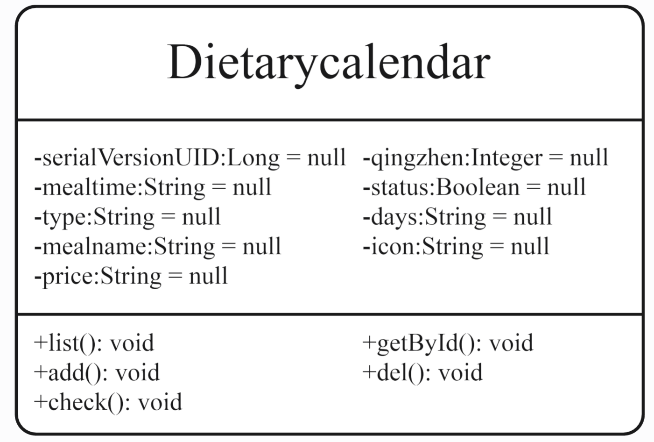 Dietarycalendar
-serialVersionUID:Long = null
-mealtime:String = null
-type:String = null
-mealname:String = null
-price:String = null
-qingzhen:Integer = null
-status:Boolean = null
-days:String = null
-icon:String = null
+list(): void
+add(): void
+check(): void
+getById(): void
+del(): void